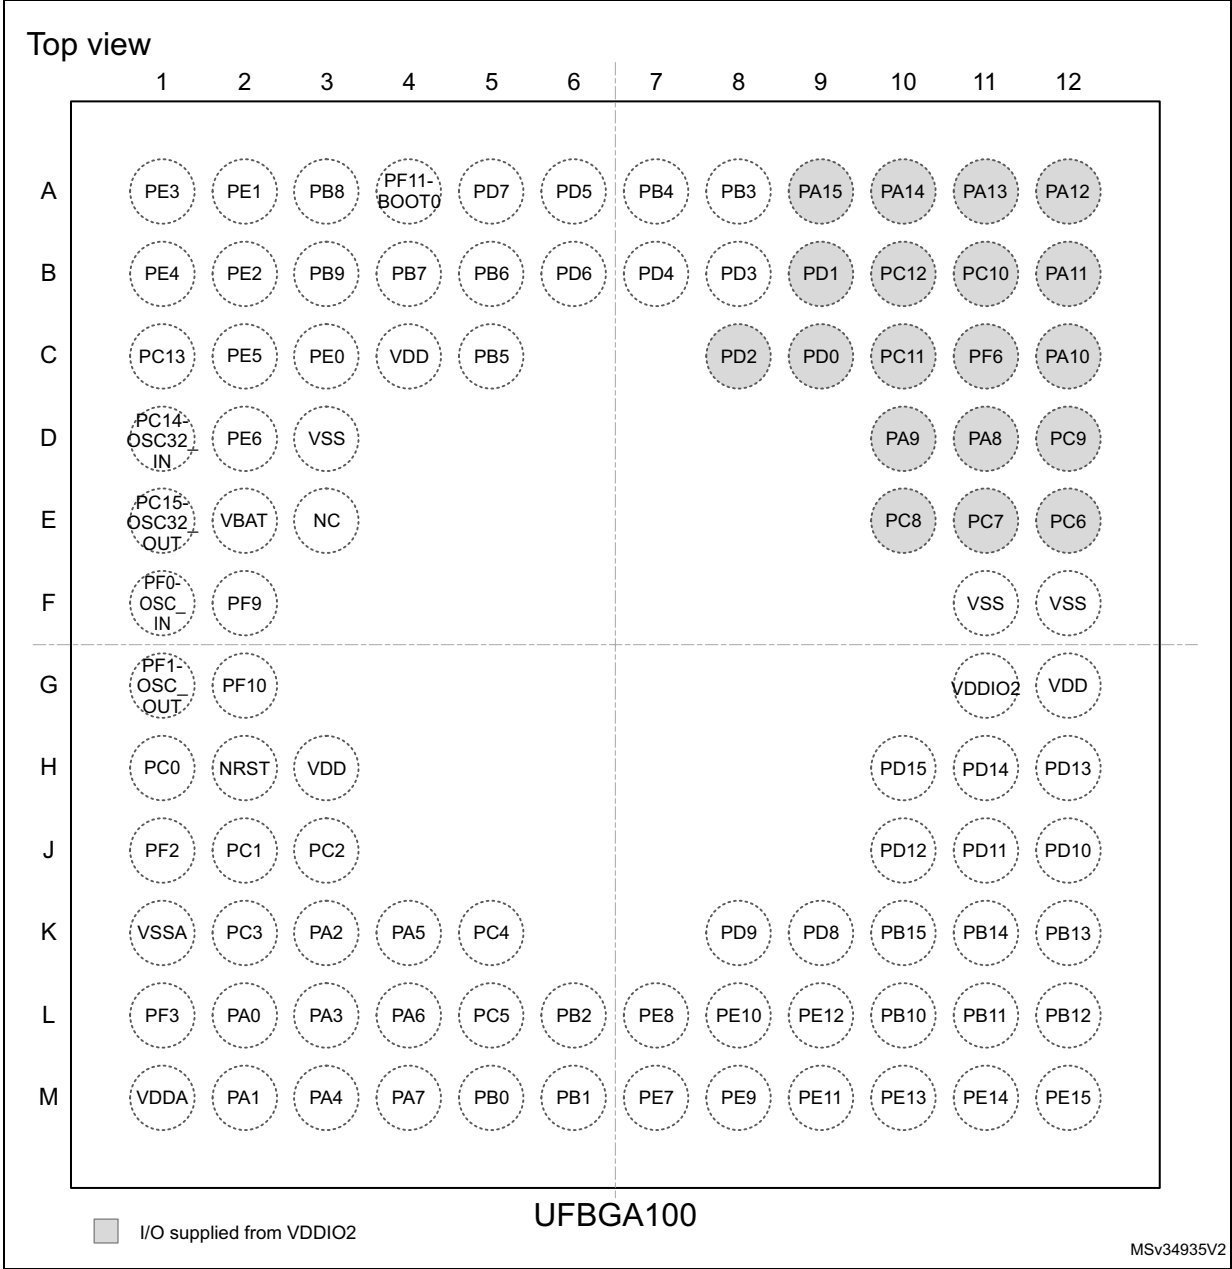 Top view
1 2 3 4 5 6 7 8 9 10 11 12
A PE3 PE1 PB8 PF11-BOOT0 PD7 PD5 PB4 PB3 PA15 PA14 PA13 PA12
B PE4 PE2 PB9 PB7 PB6 PD6 PD4 PD3 PD1 PC12 PC10 PA11
C PC13 PE5 PE0 VDD PB5 PD2 PD0 PC11 PF6 PA10
D PC14-OSC32_IN PE6 VSS PA9 PA8 PC9
E PC15-OSC32_OUT VBAT NC PC8 PC7 PC6
F PF0-OSC_IN PF9 VSS VSS
G PF1-OSC_OUT PF10 VDDIO2 VDD
H PC0 NRST VDD PD15 PD14 PD13
J PF2 PC1 PC2 PD12 PD11 PD10
K VSSA PC3 PA2 PA5 PC4 PD9 PD8 PB15 PB14 PB13
L PF3 PA0 PA3 PA6 PC5 PB2 PE8 PE10 PE12 PB10 PB11 PB12
M VDDA PA1 PA4 PA7 PB0 PB1 PE7 PE9 PE11 PE13 PE14 PE15
UFBGA100
I/O supplied from VDDIO2
MSv34935V2